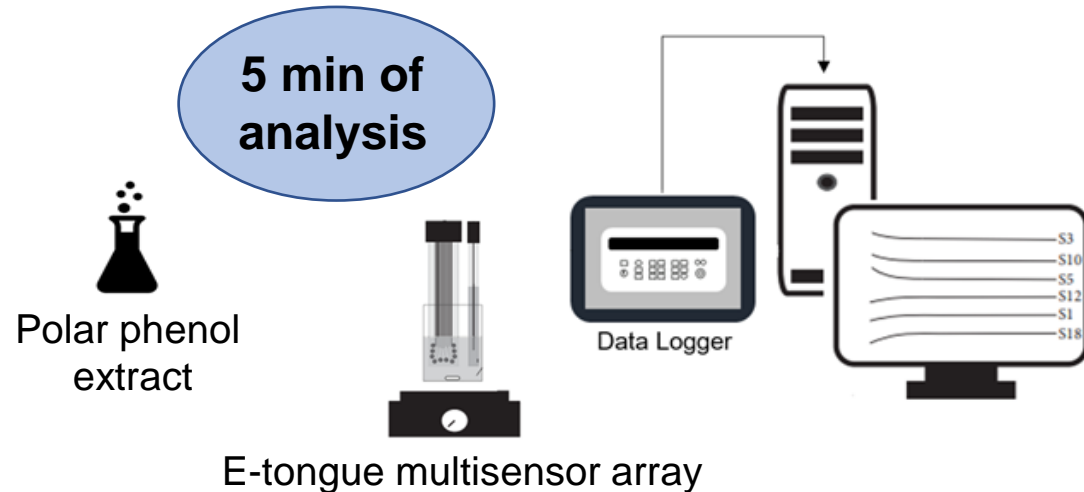 5 min of
analysis
Polar phenol
extract
E-tongue multisensor array
Data Logger
S3
S10
S5
S12
S1
S18